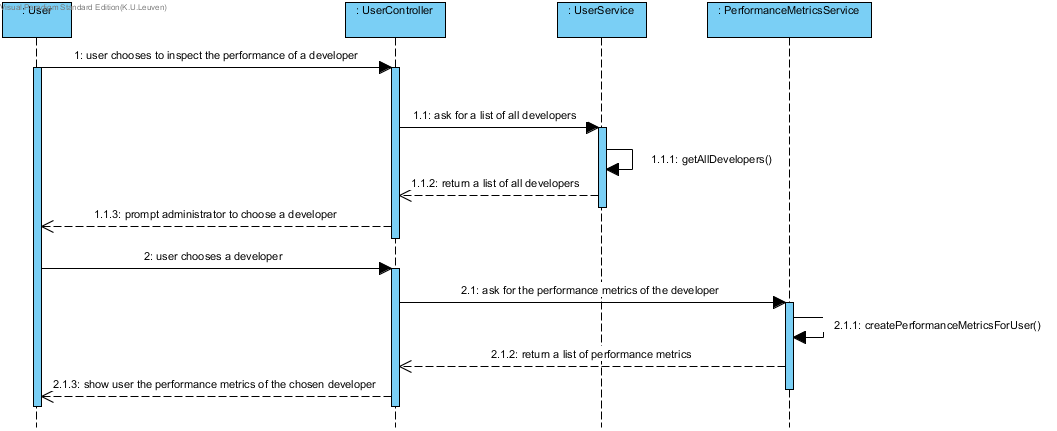 Visual Paradigm Standard Edition(K.U.Leuven)
: User
: UserController
: UserService
: PerformanceMetricsService
1: user chooses to inspect the performance of a developer
1.1: ask for a list of all developers
1.1.1: getAllDevelopers()
1.1.2: return a list of all developers
1.1.3: prompt administrator to choose a developer
2: user chooses a developer
2.1: ask for the performance metrics of the developer
2.1.1: createPerformanceMetricsForUser()
2.1.2: return a list of performance metrics
2.1.3: show user the performance metrics of the chosen developer